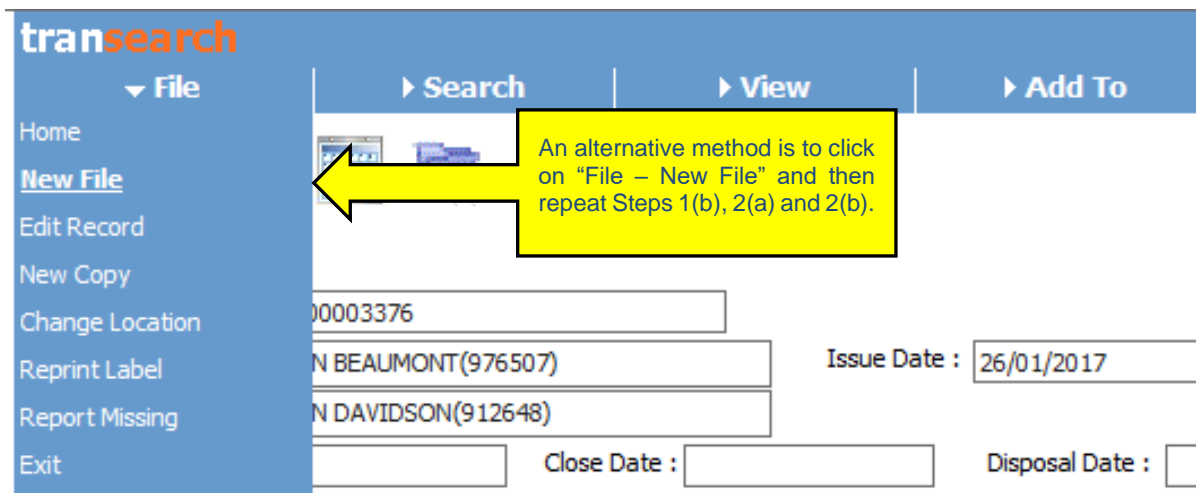 transearch
File Search View Add To
Home
New File
Edit Record
New Copy
Change Location
Reprint Label
Report Missing
Exit
An alternative method is to click
on “File – New File” and then
repeat Steps 1(b), 2(a) and 2(b).
00003376
N BEAUMONT(976507) Issue Date : 26/01/2017
N DAVIDSON(912648)
Close Date : Disposal Date :